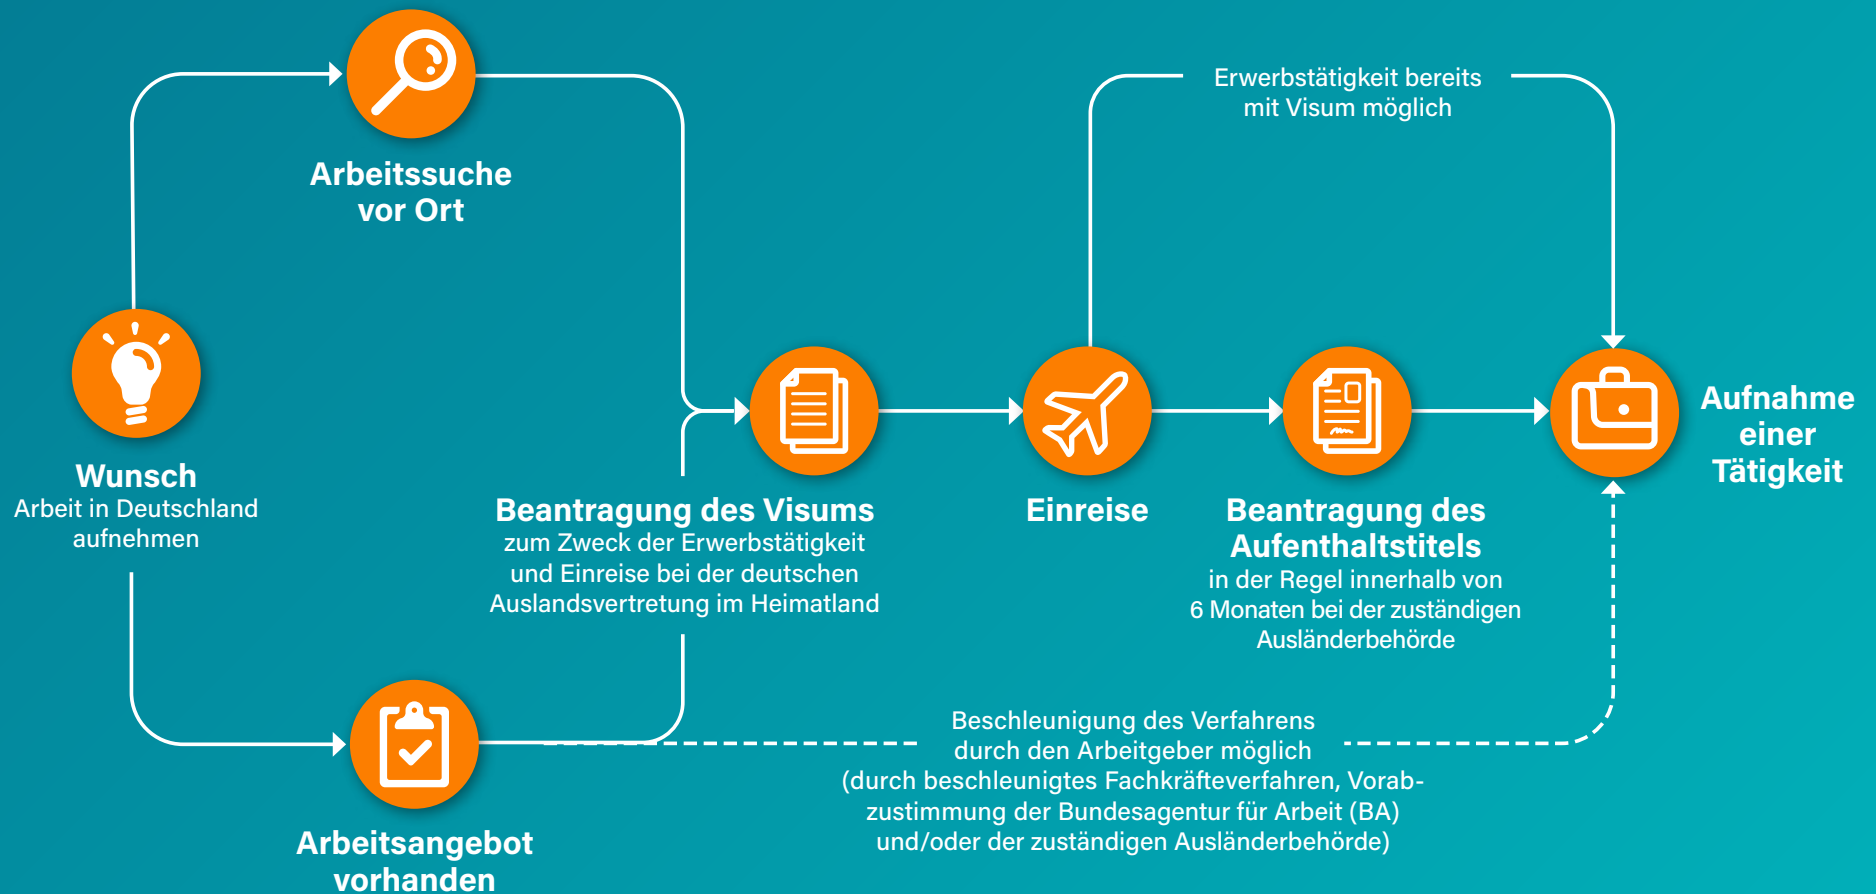 Arbeitssuche
vor Ort
Erwerbstätigkeit bereits
mit Visum möglich
Wunsch
Arbeit in Deutschland
aufnehmen
Beantragung des Visums
zum Zweck der Erwerbstätigkeit
und Einreise bei der deutschen
Auslandsvertretung im Heimatland
Einreise
Beantragung des
Aufenthaltstitels
in der Regel innerhalb von
6 Monaten bei der zuständigen
Ausländerbehörde
Aufnahme
einer
Tätigkeit
Arbeitsangebot
vorhanden
Beschleunigung des Verfahrens
durch den Arbeitgeber möglich
(durch beschleunigtes Fachkräfteverfahren, Vorab-
zustimmung der Bundesagentur für Arbeit (BA)
und/oder der zuständigen Ausländerbehörde)